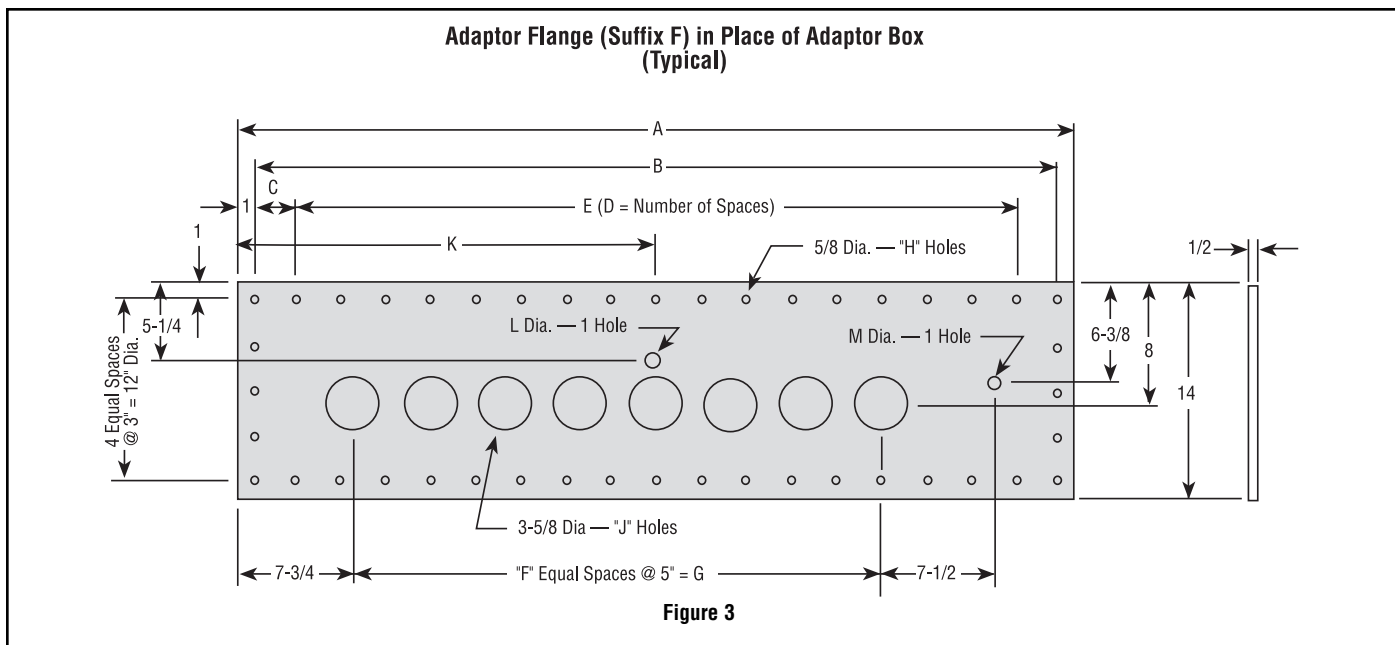 Adaptor Flange (Suffix F) in Place of Adaptor Box
(Typical)
A
B
C
1
E (D = Number of Spaces)
1
K
5/8 Dia. — "H" Holes
1/2
5-1/4
L Dia. — 1 Hole
M Dia. — 1 Hole
6-3/8
8
14
4 Equal Spaces
@ 3" = 12" Dia.
3-5/8 Dia — "J" Holes
7-3/4
"F" Equal Spaces @ 5" = G
7-1/2
Figure 3